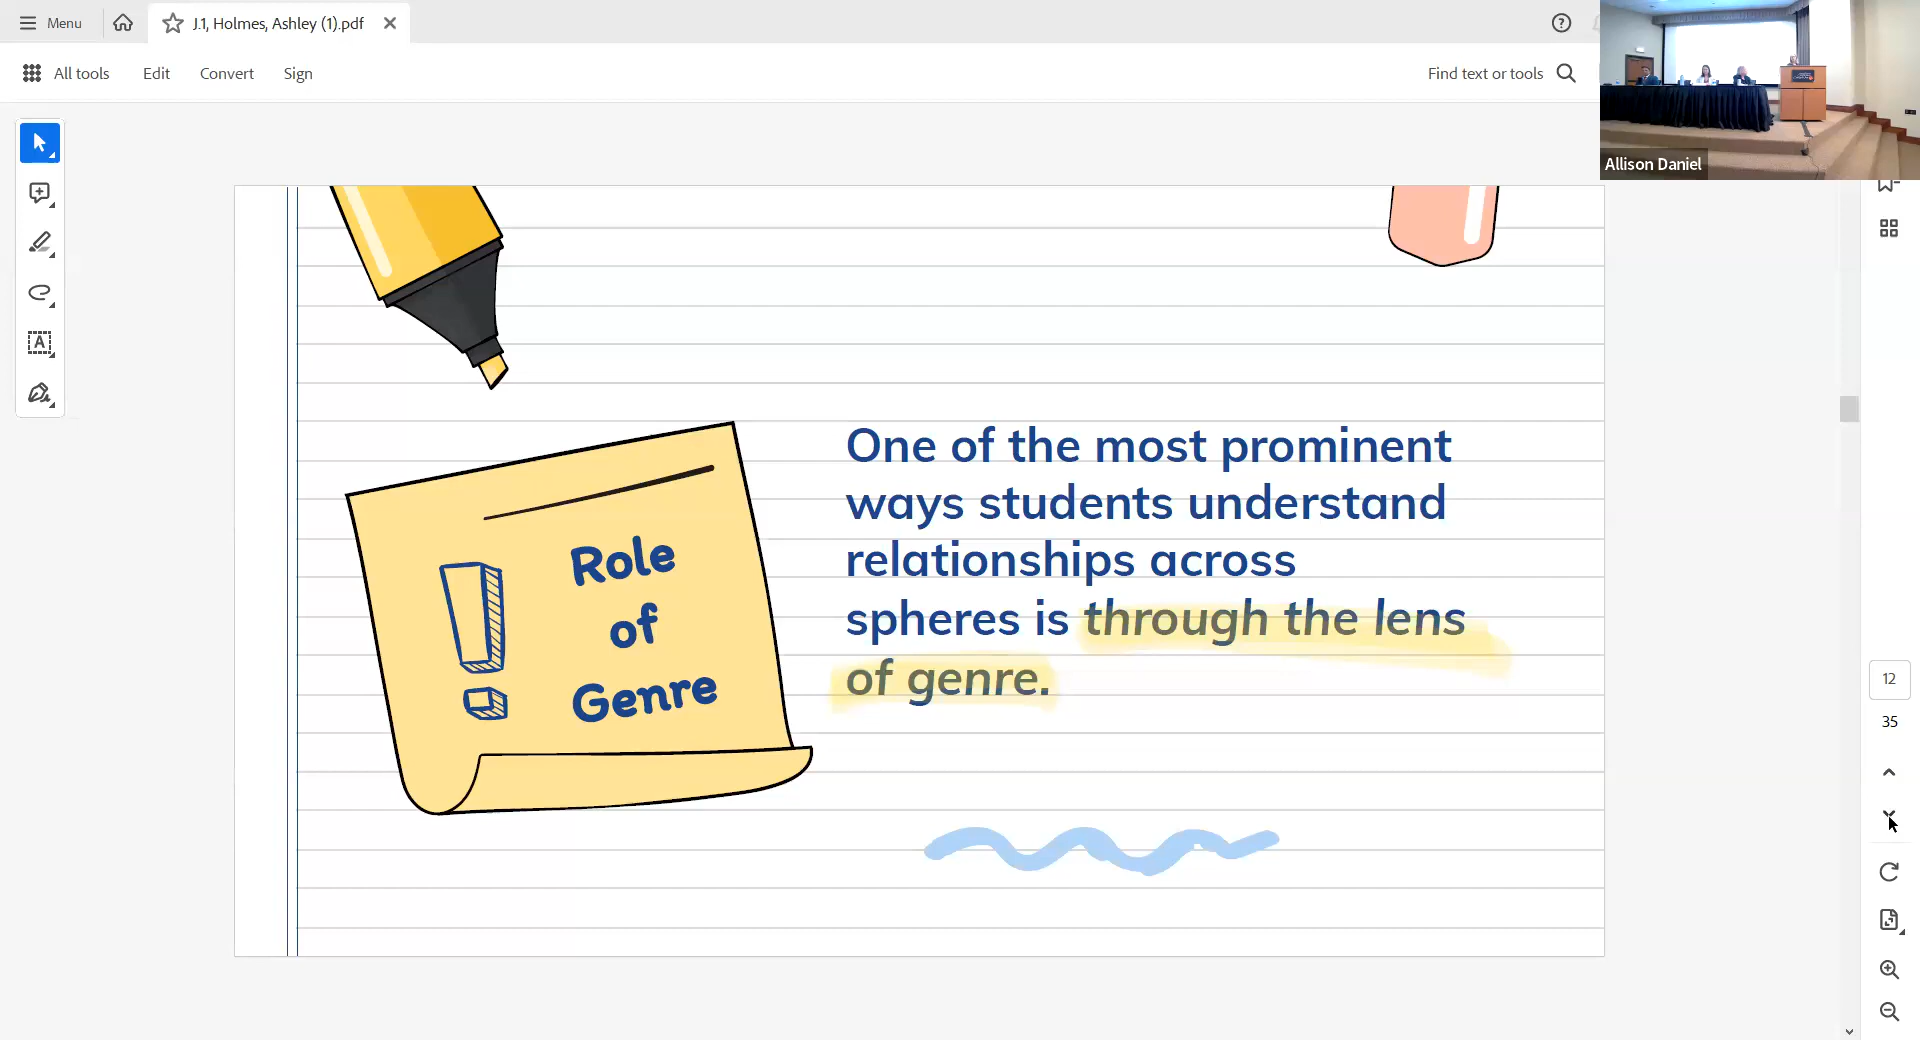 Menu
J.1, Holmes, Ashley (1).pdf
All tools
Edit
Convert
Sign
Find text or tools
Allison Daniel
Role
of
Genre
One of the most prominent
ways students understand
relationships across
spheres is through the lens
of genre.
12
35